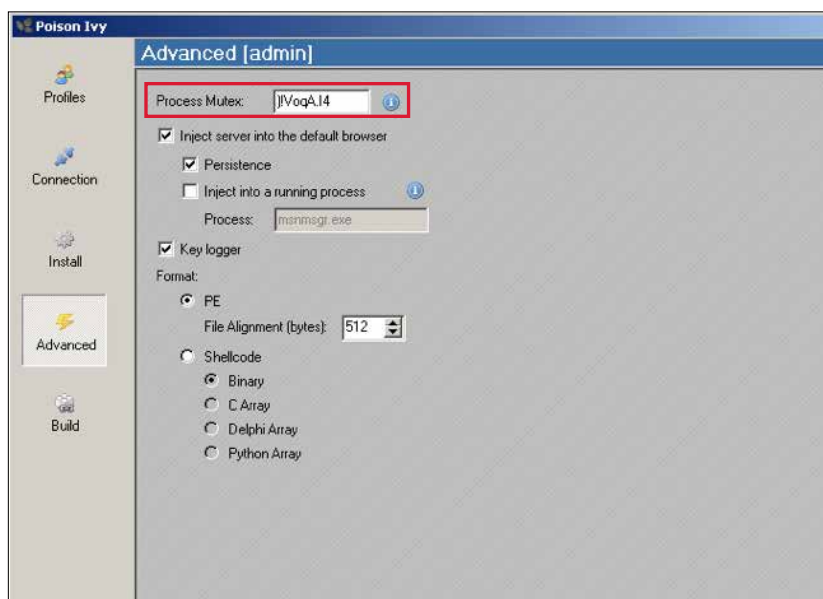 Poison Ivy
Advanced [admin]
Profiles
Connection
Install
Advanced
Build
Process Mutex: )!VoqA.I4
Inject server into the default browser
Persistence
Inject into a running process
Process: msnmsgr.exe
Key logger
Format:
PE
File Alignment (bytes): 512
Shellcode
Binary
C Array
Delphi Array
Python Array